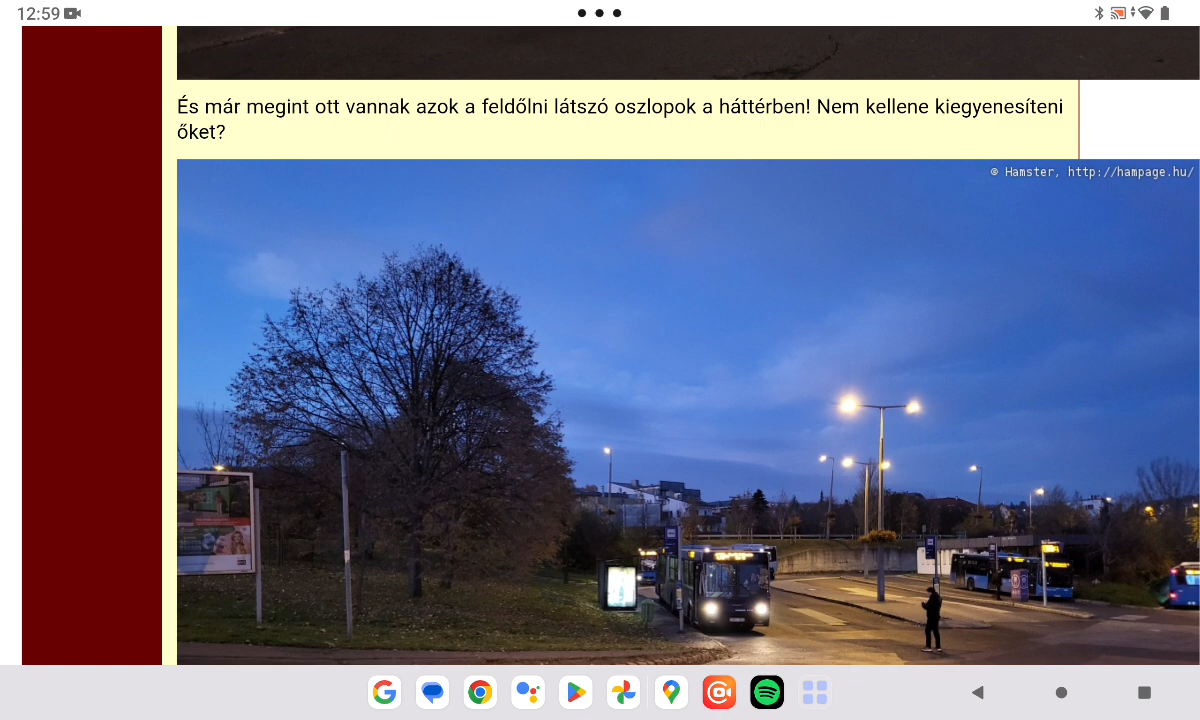 12:59
És már megint ott vannak azok a feldőlni látszó oszlopok a háttérben! Nem kellene kiegyenesíteni
őket?
© Hamster, http://hampage.hu/